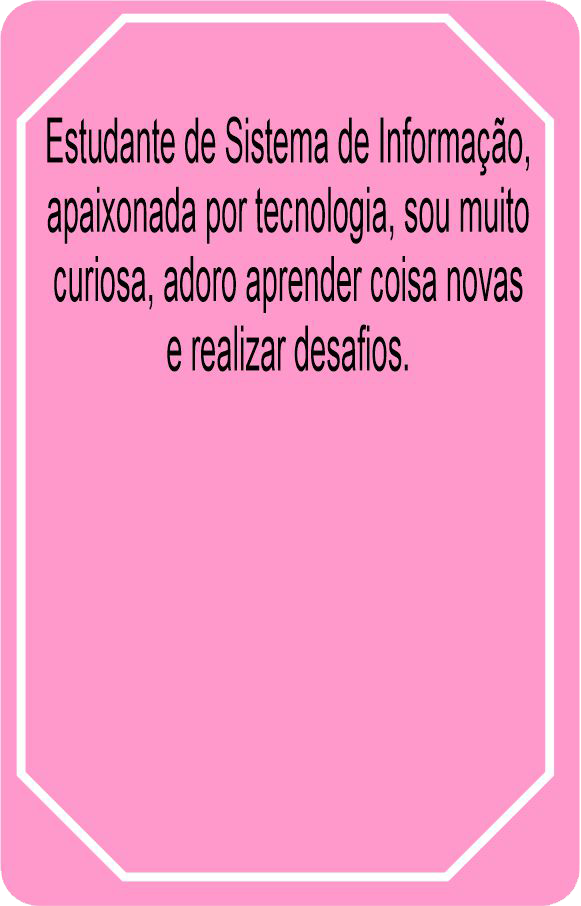 Estudante de Sistema de Informação,
apaixonada por tecnologia, sou muito
curiosa, adoro aprender coisa novas
e realizar desafios.